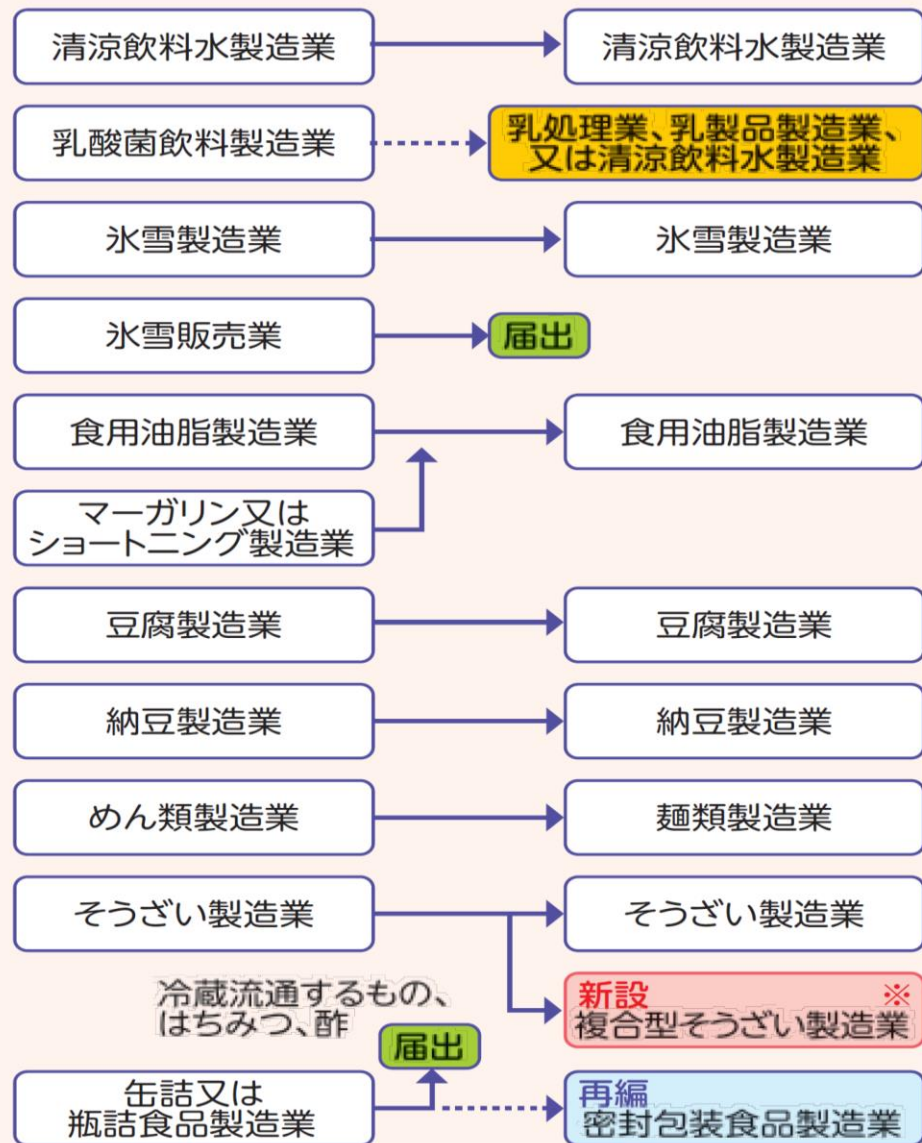 清涼飲料水製造業
清涼飲料水製造業
乳酸菌飲料製造業
乳処理業、乳製品製造業、
又は清涼飲料水製造業
氷雪製造業
氷雪製造業
氷雪販売業
届出
食用油脂製造業
食用油脂製造業
マーガリン又は
ショートニング製造業
豆腐製造業
豆腐製造業
納豆製造業
納豆製造業
めん類製造業
麺類製造業
そうざい製造業
そうざい製造業
新設 ※
複合型そうざい製造業
冷蔵流通するもの、
はちみつ、酢
届出
缶詰又は
瓶詰食品製造業
再編
密封包装食品製造業